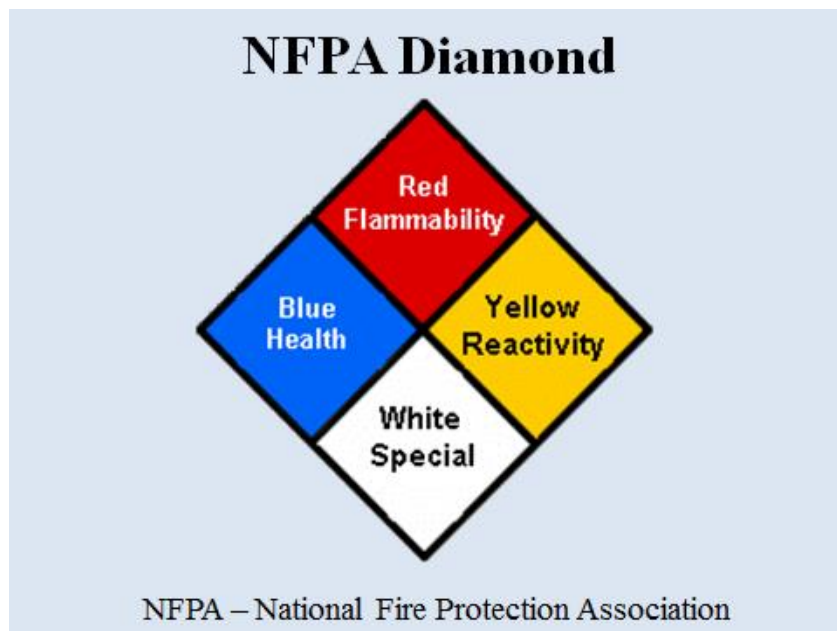 NFPA Diamond
Red
Flammability
Blue
Health
Yellow
Reactivity
White
Special
NFPA – National Fire Protection Association